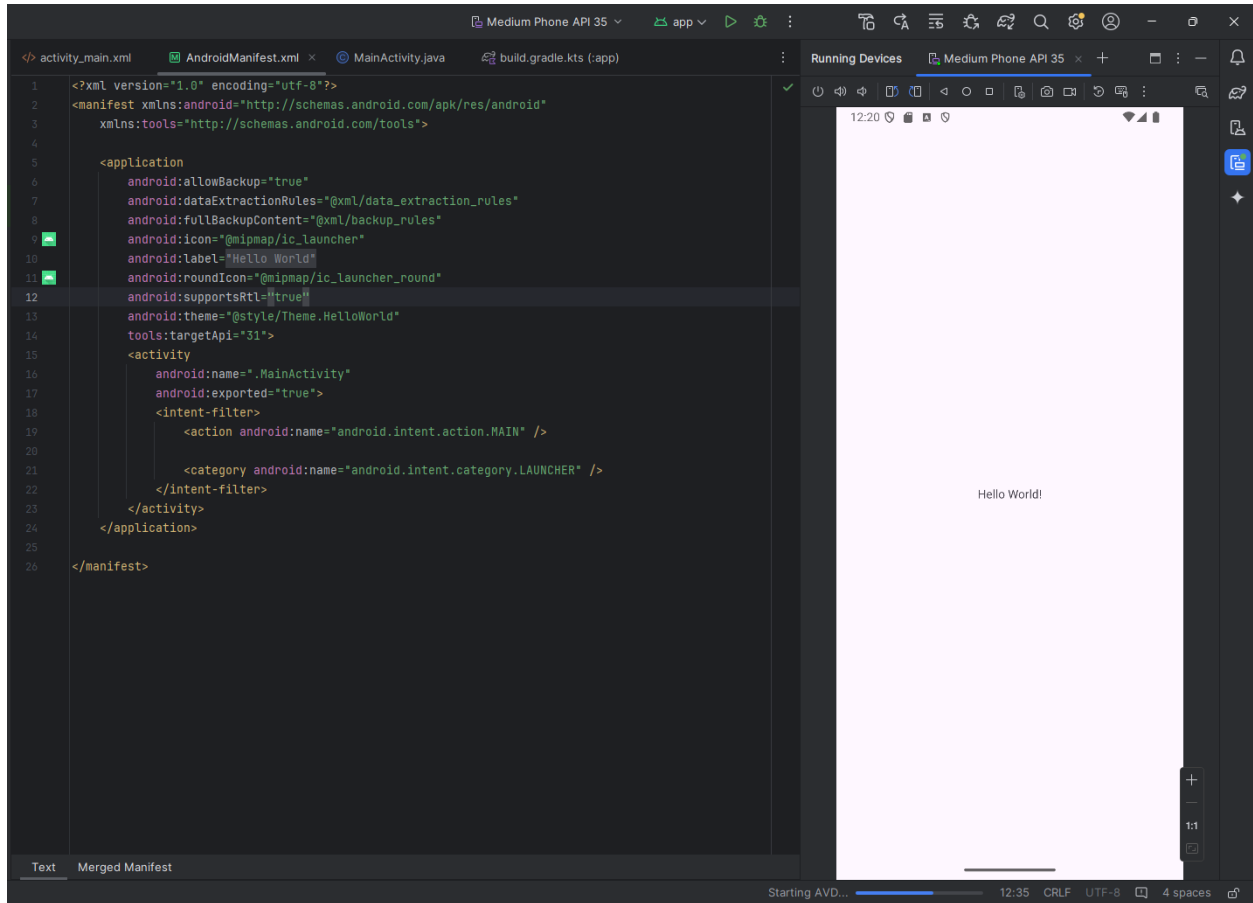 Medium Phone API 35
app
activity_main.xml
AndroidManifest.xml
MainActivity.java
build.gradle.kts (:app)
Running Devices
Medium Phone API 35
1 <?xml version="1.0" encoding="utf-8"?>
2 <manifest xmlns:android="http://schemas.android.com/apk/res/android"
3 xmlns:tools="http://schemas.android.com/tools">
4
5 <application
6 android:allowBackup="true"
7 android:dataExtractionRules="@xml/data_extraction_rules"
8 android:fullBackupContent="@xml/backup_rules"
9 android:icon="@mipmap/ic_launcher"
10 android:label="Hello World"
11 android:roundIcon="@mipmap/ic_launcher_round"
12 android:supportsRtl="true"
13 android:theme="@style/Theme.HelloWorld"
14 tools:targetApi="31">
15 <activity
16 android:name=".MainActivity"
17 android:exported="true">
18 <intent-filter>
19 <action android:name="android.intent.action.MAIN" />
20
21 <category android:name="android.intent.category.LAUNCHER" />
22 </intent-filter>
23 </activity>
24 </application>
25
26 </manifest>
12:20
Hello World!
1:1
Text
Merged Manifest
Starting AVD...
12:35 CRLF UTF-8 4 spaces